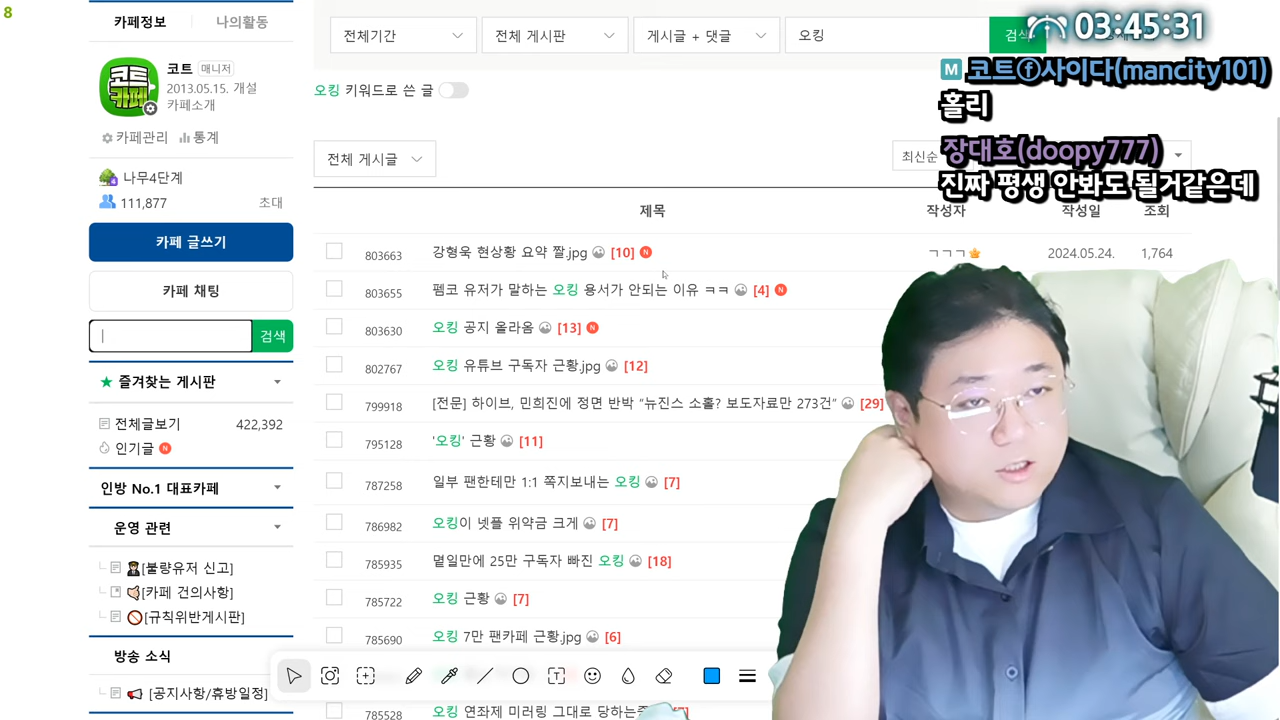 8
카페정보
나의활동
코트 매니저
2013.05.15. 개설
카페소개
카페관리
통계
나무4단계
111,877
초대
카페 글쓰기
카페 채팅
검색
★ 즐겨찾는 게시판
전체글보기
422,392
인기글 N
인방 No.1 대표카페
운영 관련
[불량유저 신고]
[카페 건의사항]
[규칙위반게시판]
방송 소식
[공지사항/휴방일정]
전체기간
전체 게시판
게시글 + 댓글
오킹
검색
03:45:31
오킹 키워드로 쓴 글
M 코트ⓕ사이다(mancity101)
홀리
장대호(doopy777)
진짜 평생 안봐도 될거같은데
전체 게시글
최신순
제목
작성자
작성일
조회
803663 강형욱 현상황 요약 짤.jpg [10] N ㄱㄱㄱ 2024.05.24. 1,764
803655 펨코 유저가 말하는 오킹 용서가 안되는 이유 ㅋㅋ [4] N
803630 오킹 공지 올라옴 [13] N
802767 오킹 유튜브 구독자 근황.jpg [12]
799918 [전문] 하이브, 민희진에 정면 반박 “뉴진스 소홀? 보도자료만 273건” [29]
795128 '오킹' 근황 [11]
787258 일부 팬한테만 1:1 쪽지보내는 오킹 [7]
786982 오킹이 넷플 위약금 크게 [7]
785935 몇일만에 25만 구독자 빠진 오킹 [18]
785722 오킹 근황 [7]
785690 오킹 7만 팬카페 근황.jpg [6]
T
785528 오킹 연좌제 미러링 그대로 당하는중